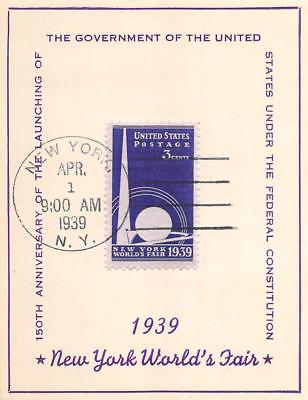 150TH ANNIVERSARY OF THE LAUNCHING OF
THE GOVERNMENT OF THE UNITED
STATES UNDER THE FEDERAL CONSTITUTION
NEW YORK,
APR.
1
9:00 AM
1939
N. Y.
UNITED STATES
POSTAGE
3 CENTS
NEW YORK
WORLD'S FAIR 1939
1939
★ New York World's Fair ★